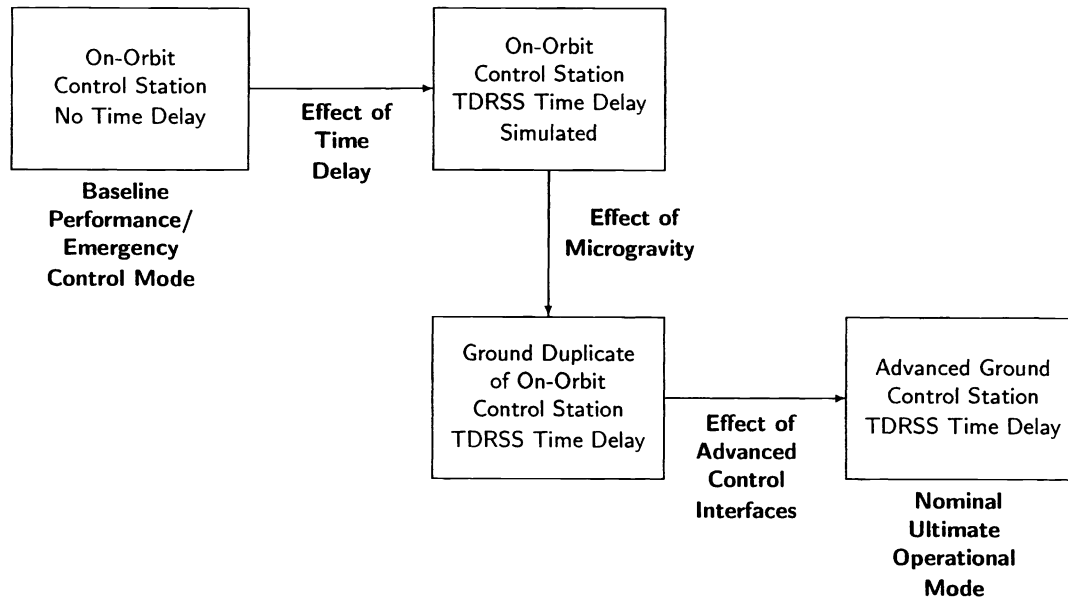 On-Orbit
Control Station
No Time Delay
Baseline
Performance/
Emergency
Control Mode
Effect of
Time
Delay
On-Orbit
Control Station
TDRSS Time Delay
Simulated
Effect of
Microgravity
Ground Duplicate
of On-Orbit
Control Station
TDRSS Time Delay
Effect of
Advanced
Control
Interfaces
Advanced Ground
Control Station
TDRSS Time Delay
Nominal
Ultimate
Operational
Mode